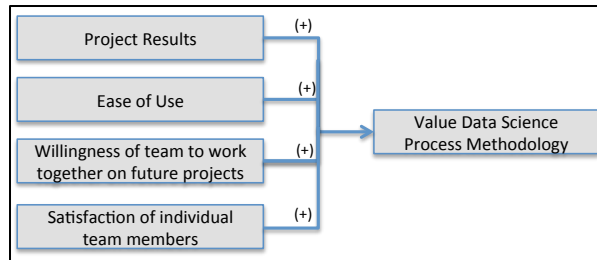 Project Results
(+)
Ease of Use
(+)
Willingness of team to work
together on future projects
(+)
Satisfaction of individual
team members
(+)
Value Data Science
Process Methodology